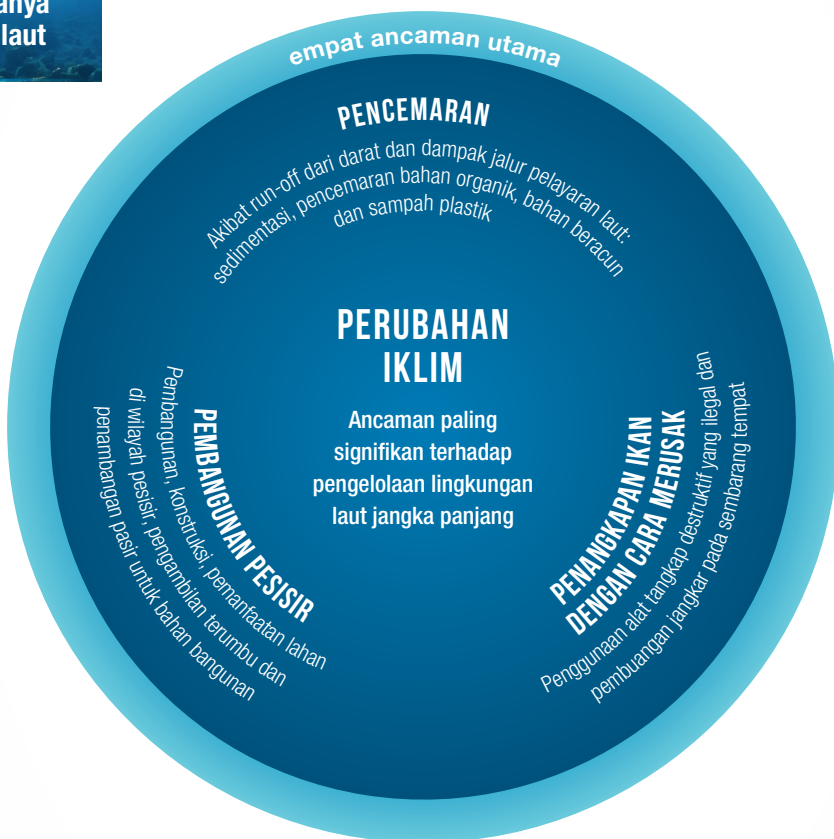 laut
empat ancaman utama
PENCEMARAN
Akibat run-off dari darat dan dampak jalur pelayaran laut:
sedimentasi, pencemaran bahan organik, bahan beracun
dan sampah plastik
PERUBAHAN
IKLIM
Ancaman paling
signifikan terhadap
pengelolaan lingkungan
laut jangka panjang
PEMBANGUNAN PESISIR
Pembangunan, konstruksi, pemanfaatan lahan
di wilayah pesisir, pengambilan terumbu dan
penambangan pasir untuk bahan bangunan
PENANGKAPAN IKAN
DENGAN CARA MERUSAK
Penggunaan alat tangkap destruktif yang ilegal dan
pembuangan jangkar pada sembarang tempat